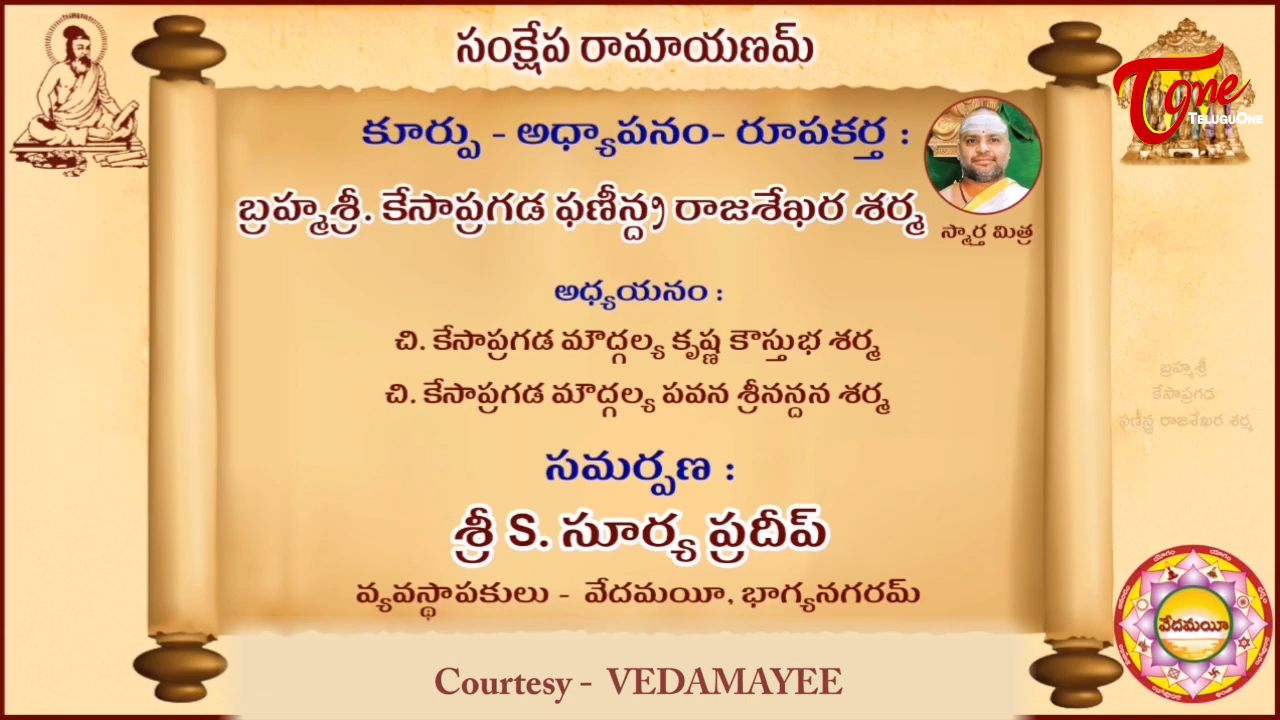 సంక్షేప రామాయణమ్
Tone
TELUGUONE
కూర్పు - అధ్యాపనం- రూపకర్త :
బ్రహ్మశ్రీ. కేసాప్రగడ ఫణీన్ద్ర రాజశేఖర శర్మ
స్మార్త మిత్ర
అధ్యయనం :
చి. కేసాప్రగడ మౌద్గల్య కృష్ణ కౌస్తుభ శర్మ
చి. కేసాప్రగడ మౌద్గల్య పవన శ్రీనన్దన శర్మ
బ్రహ్మశ్రీ
కేసాప్రగడ
ఫణీన్ద్ర రాజశేఖర శర్మ
సమర్పణ :
శ్రీ S. సూర్య ప్రదీప్
వ్యవస్థాపకులు - వేదమయీ, భాగ్యనగరమ్
యోగం యాగం
వేదమయీ
Courtesy - VEDAMAYEE